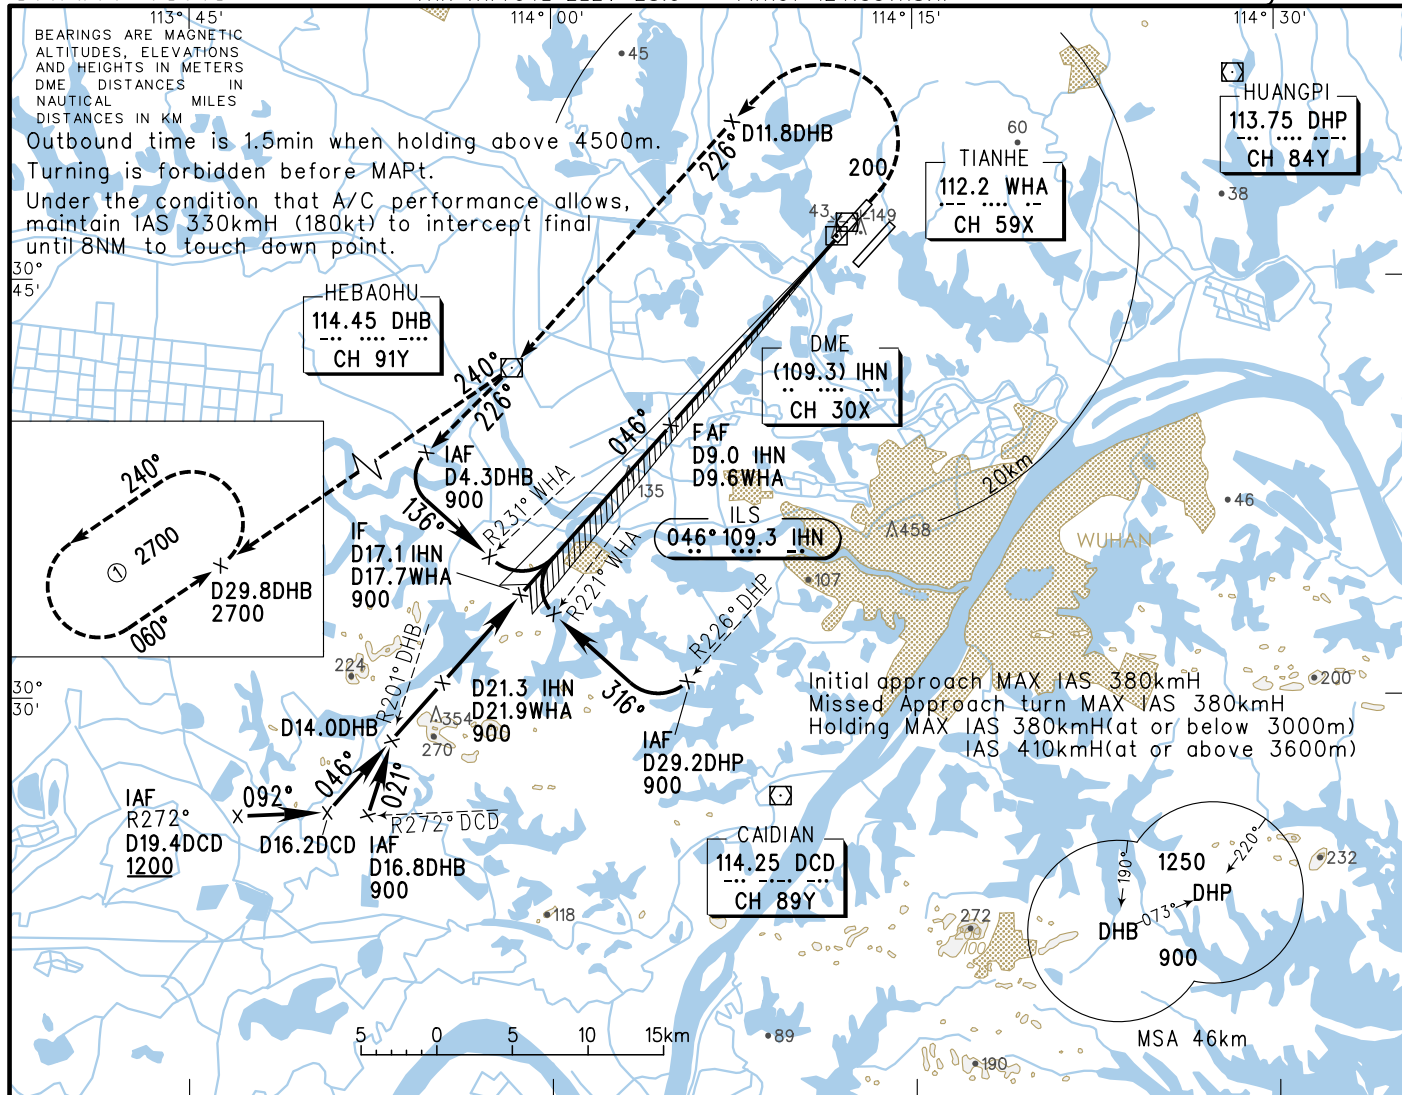 113°45'
114°00'
114°15'
114°30'
BEARINGS ARE MAGNETIC
ALTITUDES, ELEVATIONS
AND HEIGHTS IN METERS
DME DISTANCES IN
NAUTICAL MILES
DISTANCES IN KM
Outbound time is 1.5min when holding above 4500m.
Turning is forbidden before MAPt.
Under the condition that A/C performance allows,
maintain IAS 330kmH (180kt) to intercept final
until 8NM to touch down point.
45
D11.8DHB
226°
200
60
TIANHE
112.2 WHA
CH 59X
HUANGPI
113.75 DHP
CH 84Y
38
43
149
30°
45'
HEBAOHU
114.45 DHB
CH 91Y
240°
226°
DME
(109.3) IHN
CH 30X
046°
FAF
D9.0 IHN
D9.6WHA
IAF
D4.3DHB
900
136°
R231° WHA
135
20km
46
240°
① 2700
060°
D29.8DHB
2700
IF
D17.1 IHN
D17.7WHA
900
ILS
046° 109.3 IHN
458
WUHAN
107
R221° WHA
R226° DHP
316°
224
R201° DHB
30°
30'
D21.3 IHN
D21.9WHA
900
D14.0DHB
354
270
IAF
D29.2DHP
900
Initial approach MAX IAS 380kmH
Missed Approach turn MAX IAS 380kmH
Holding MAX IAS 380kmH(at or below 3000m)
IAS 410kmH(at or above 3600m)
200
IAF
R272°
D19.4DCD
1200
092°
046°
021°
D16.2DCD
R272° DCD
IAF
D16.8DHB
900
CAIDIAN
114.25 DCD
CH 89Y
118
272
100
232
190°
1250
220°
DHP
073°
DHB
900
MSA 46km
5 0 5 10 15km
89
190